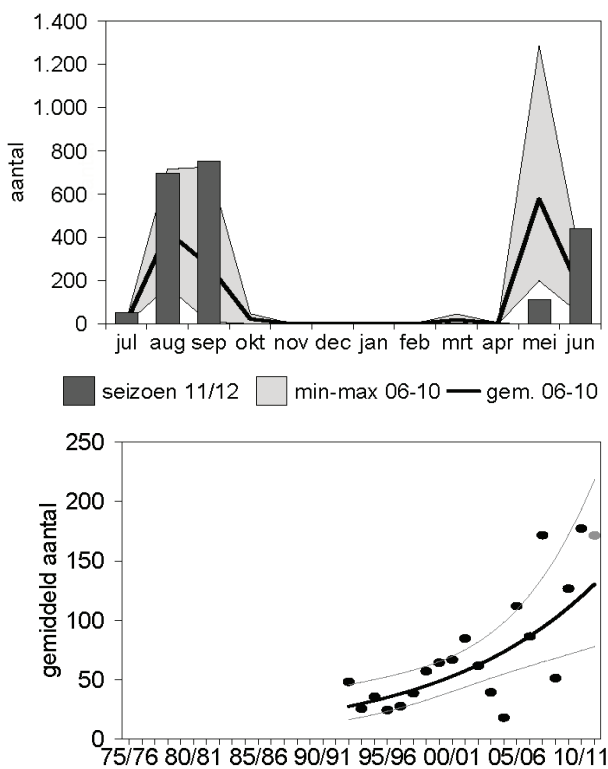 1.400
1.200
1.000
800
600
400
200
0
aantal
jul aug sep okt nov dec jan feb mrt apr mei jun
seizoen 11/12 min-max 06-10 gem. 06-10
250
200
150
100
50
0
gemiddeld aantal
75/76 80/81 85/86 90/91 95/96 00/01 05/06 10/11